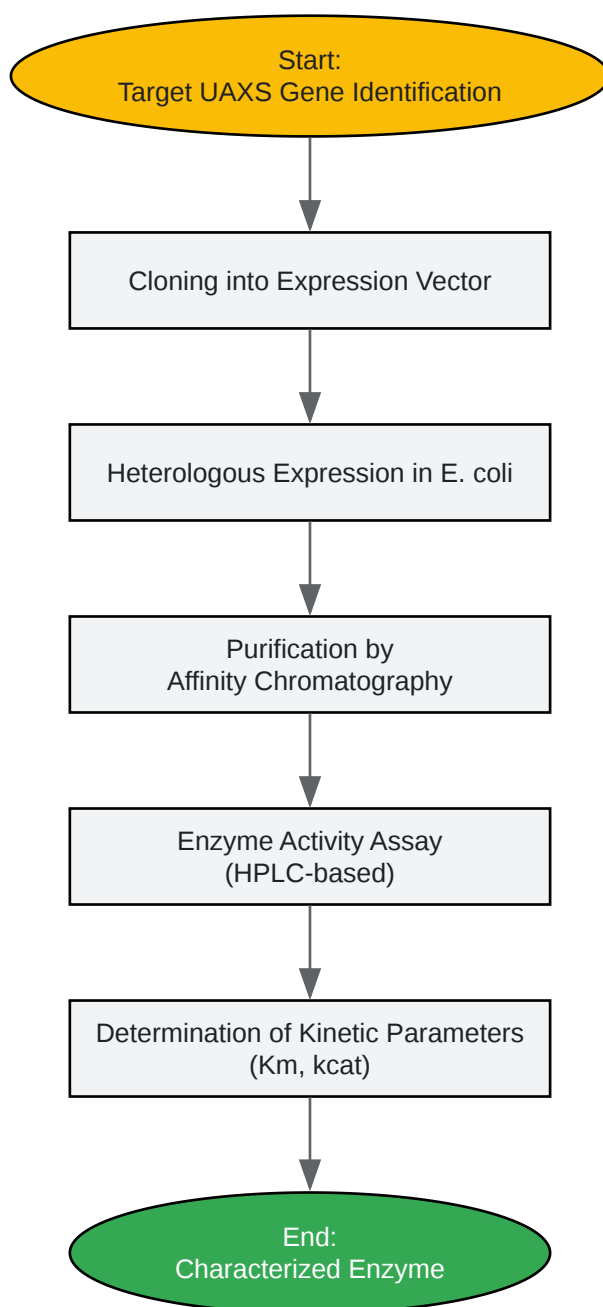 Start:
Target UAXS Gene Identification
Cloning into Expression Vector
Heterologous Expression in E. coli
Purification by
Affinity Chromatography
Enzyme Activity Assay
(HPLC-based)
Determination of Kinetic Parameters
(Km, kcat)
End:
Characterized Enzyme